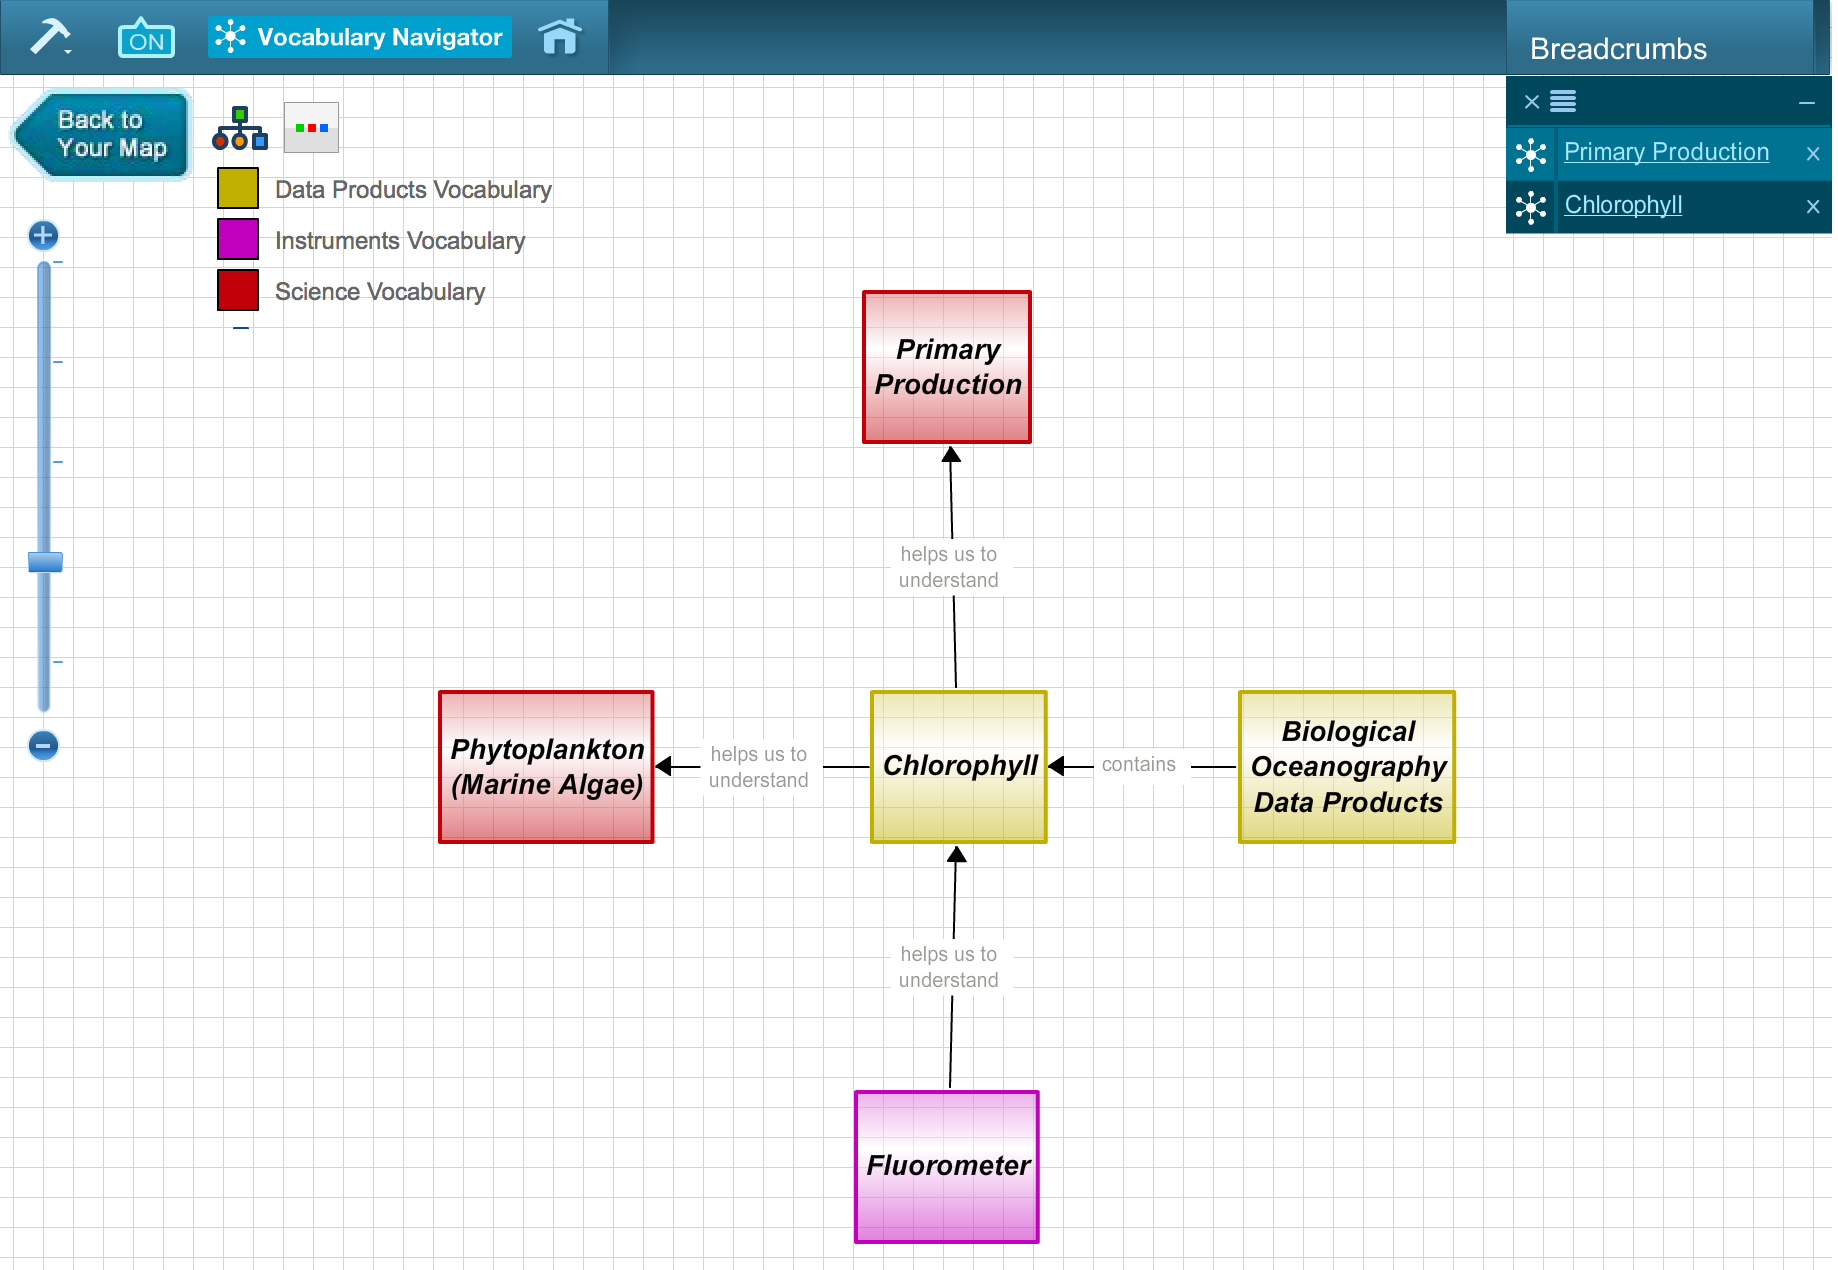 ON
Vocabulary Navigator
Breadcrumbs
Back to
Your Map
Primary Production
Chlorophyll
Data Products Vocabulary
Instruments Vocabulary
Science Vocabulary
Primary
Production
helps us to
understand
Phytoplankton
(Marine Algae)
helps us to
understand
Chlorophyll
contains
Biological
Oceanography
Data Products
helps us to
understand
Fluorometer